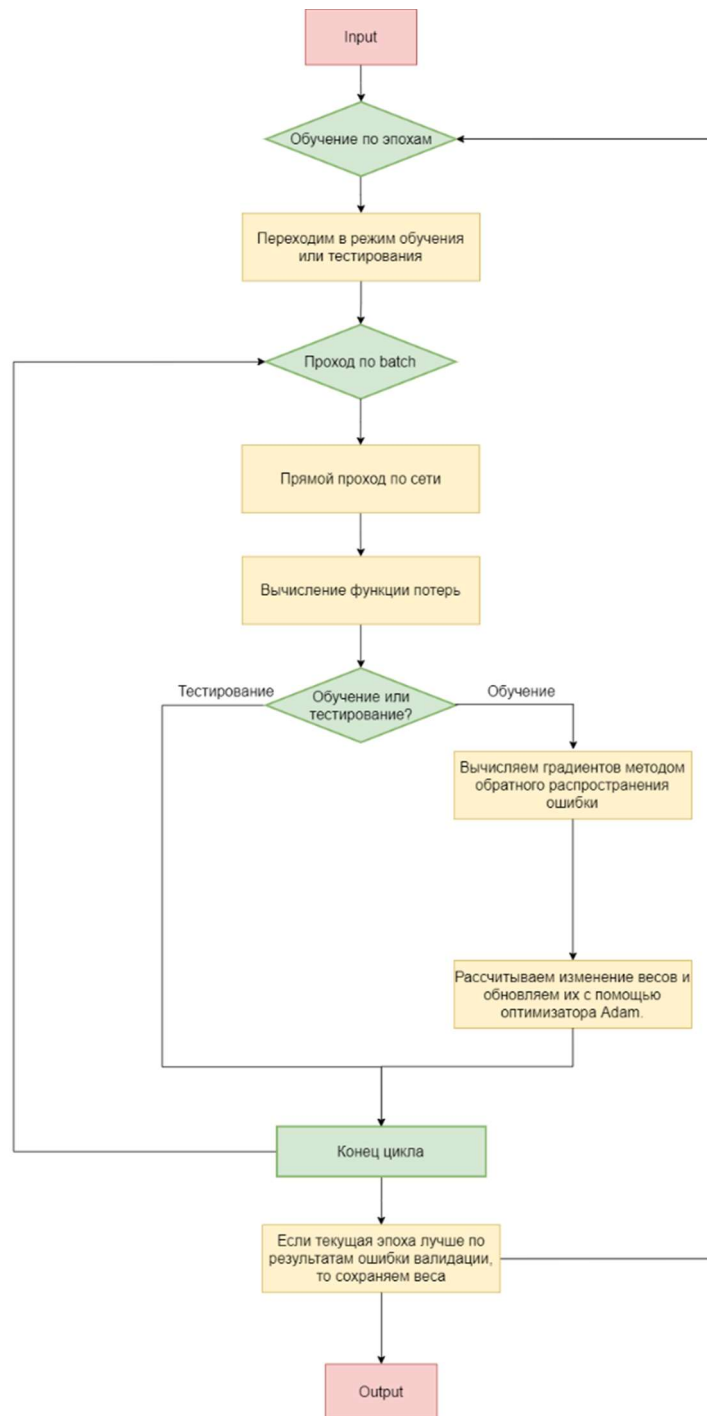 Input
Обучение по эпохам
Переходим в режим обучения
или тестирования
Проход по batch
Прямой проход по сети
Вычисление функции потерь
Тестирование
Обучение или
тестирование?
Обучение
Вычисляем градиентов методом
обратного распространения
ошибки
Рассчитываем изменение весов и
обновляем их с помощью
оптимизатора Adam.
Конец цикла
Если текущая эпоха лучше по
результатам ошибки валидации,
то сохраняем веса
Output